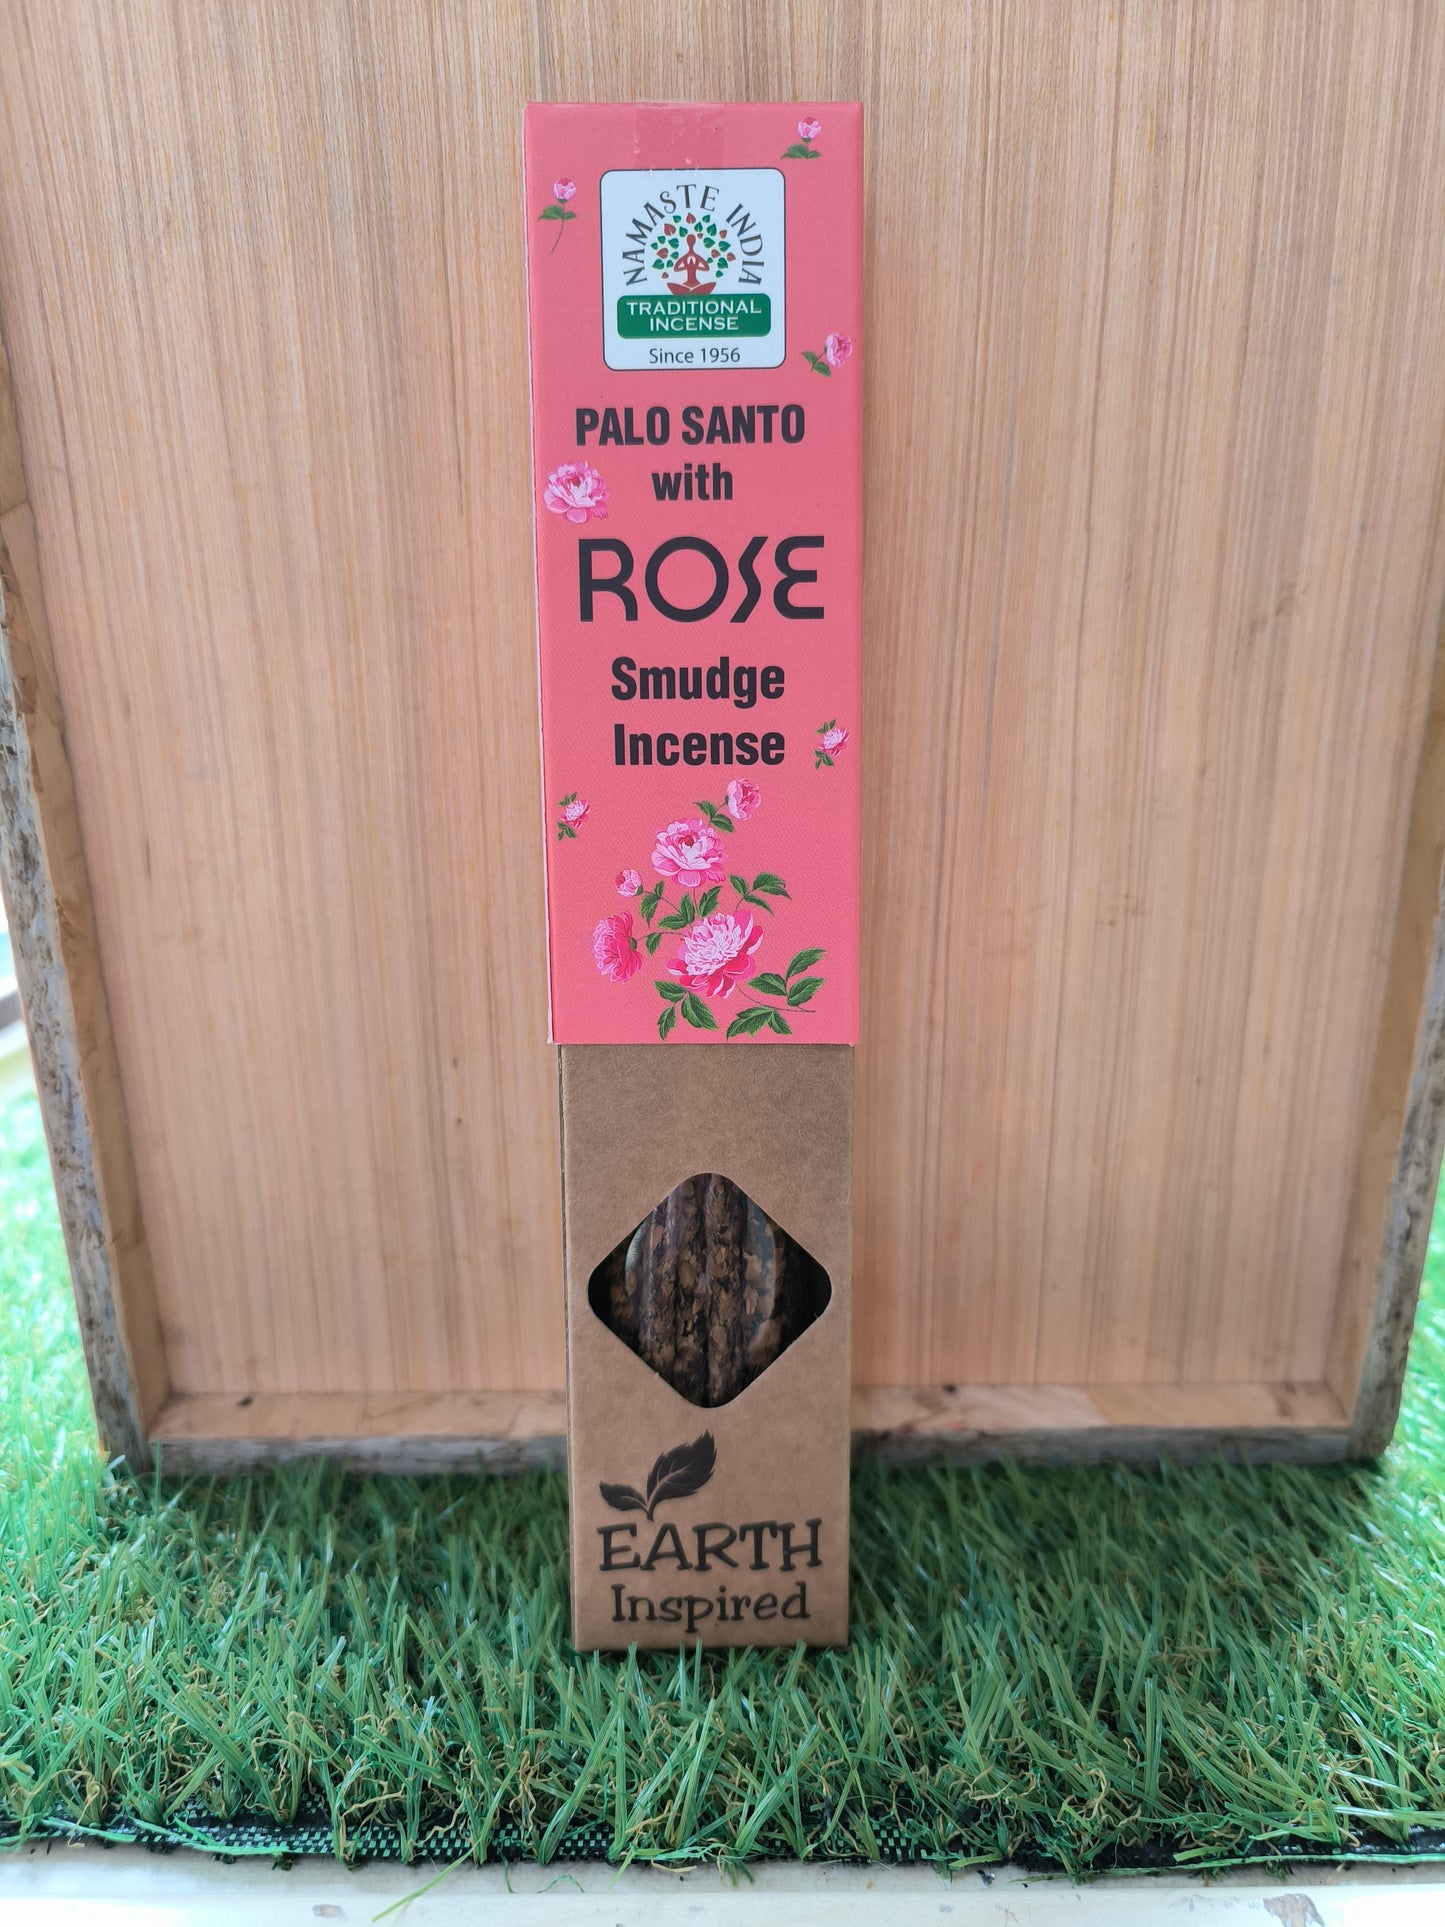 NAMASTE INDIA
TRADITIONAL
INCENSE
Since 1956
PALO SANTO
with
ROSE
Smudge
Incense
EARTH
Inspired